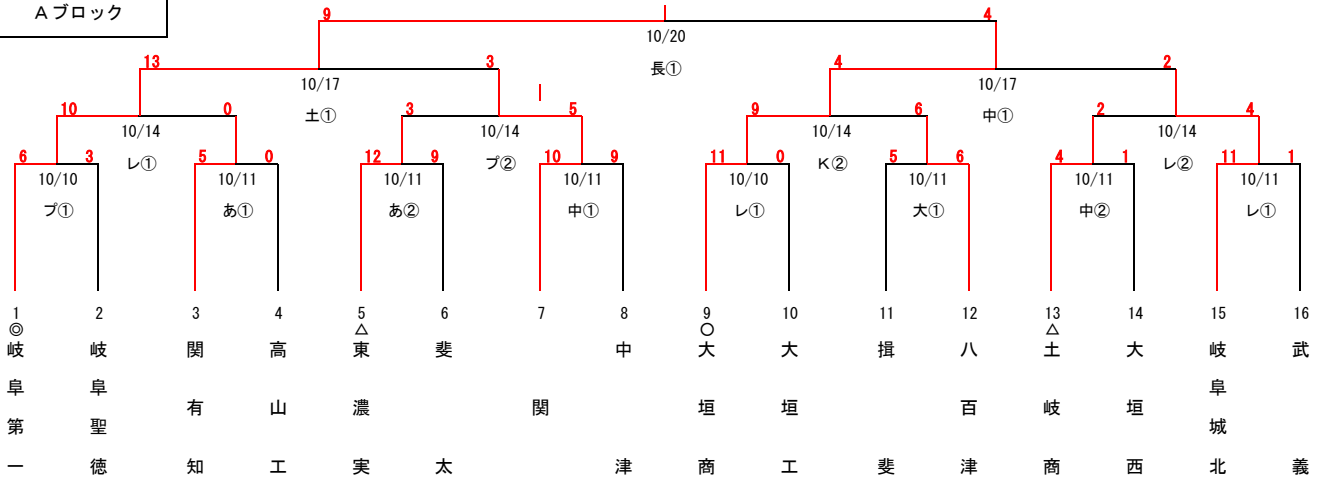 Aブロック
9 4
10/20
長①
13 3 4 2
10/17 10/17
土① 中①
10 0 3 5 9 6 2 4
10/14 10/14 10/14 10/14
レ① プ② K② レ②
6 3 5 0 12 9 10 9 11 0 5 6 4 1 11 1
10/10 10/11 10/11 10/11 10/10 10/11 10/11 10/11
プ① あ① あ② 中① レ① 大① 中② レ①
1 2 3 4 5 6 7 8 9 10 11 12 13 14 15 16
◎ △ ○ △
岐阜第一
岐阜聖徳
関有知
高山工
東濃実
斐太
関
中津
大垣商
大垣工
揖斐
八百津
土岐商
大垣西
岐阜城北
武義